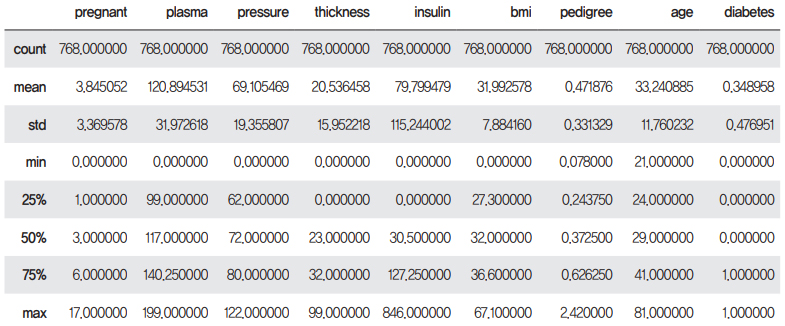 pregnant plasma pressure thickness insulin bmi pedigree age diabetes
count 768,000000 768,000000 768,000000 768,000000 768,000000 768,000000 768,000000 768,000000 768,000000
mean 3,845052 120,894531 69,105469 20,536458 79,799479 31,992578 0,471876 33,240885 0,348958
std 3,369578 31,972618 19,355807 15,952218 115,244002 7,884160 0,331329 11,760232 0,476951
min 0,000000 0,000000 0,000000 0,000000 0,000000 0,000000 0,078000 21,000000 0,000000
25% 1,000000 99,000000 62,000000 0,000000 0,000000 27,300000 0,243750 24,000000 0,000000
50% 3,000000 117,000000 72,000000 23,000000 30,500000 32,000000 0,372500 29,000000 0,000000
75% 6,000000 140,250000 80,000000 32,000000 127,250000 36,600000 0,626250 41,000000 1,000000
max 17,000000 199,000000 122,000000 99,000000 846,000000 67,100000 2,420000 81,000000 1,000000